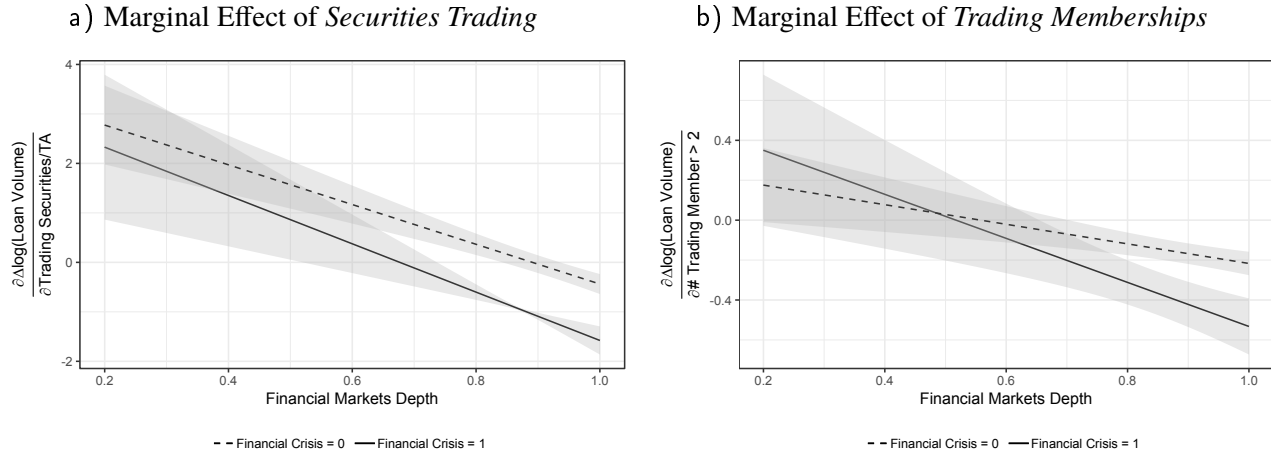 a) Marginal Effect of Securities Trading
∂Δlog(Loan Volume)
∂Trading Securities/TA
4
2
0
-2
0.2 0.4 0.6 0.8 1.0
Financial Markets Depth
Financial Crisis = 0 Financial Crisis = 1
b) Marginal Effect of Trading Memberships
∂Δlog(Loan Volume)
∂# Trading Member > 2
0.4
0.0
-0.4
0.2 0.4 0.6 0.8 1.0
Financial Markets Depth
Financial Crisis = 0 Financial Crisis = 1